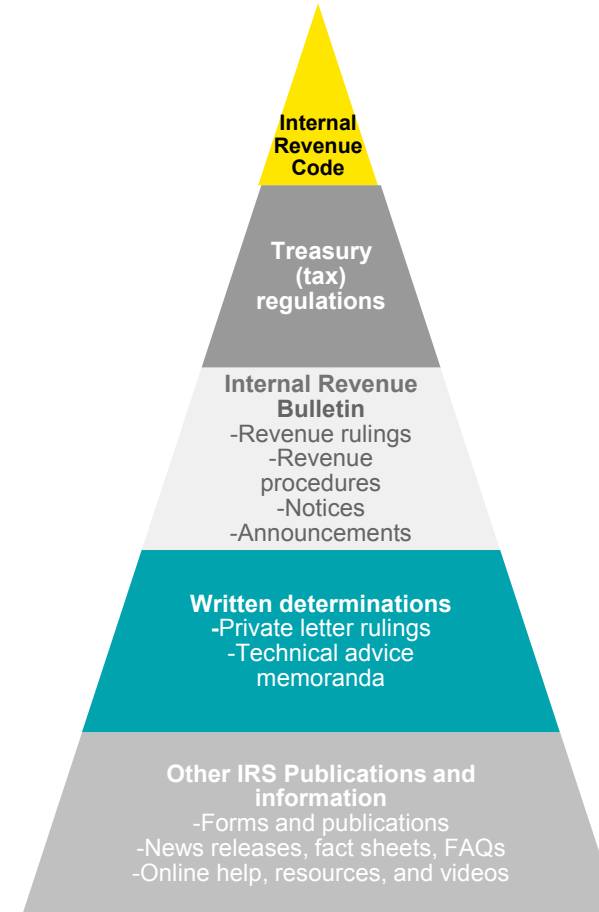 Internal
Revenue
Code
Treasury
(tax)
regulations
Internal Revenue
Bulletin
-Revenue rulings
-Revenue
procedures
-Notices
-Announcements
Written determinations
-Private letter rulings
-Technical advice
memoranda
Other IRS Publications and
information
-Forms and publications
-News releases, fact sheets, FAQs
-Online help, resources, and videos